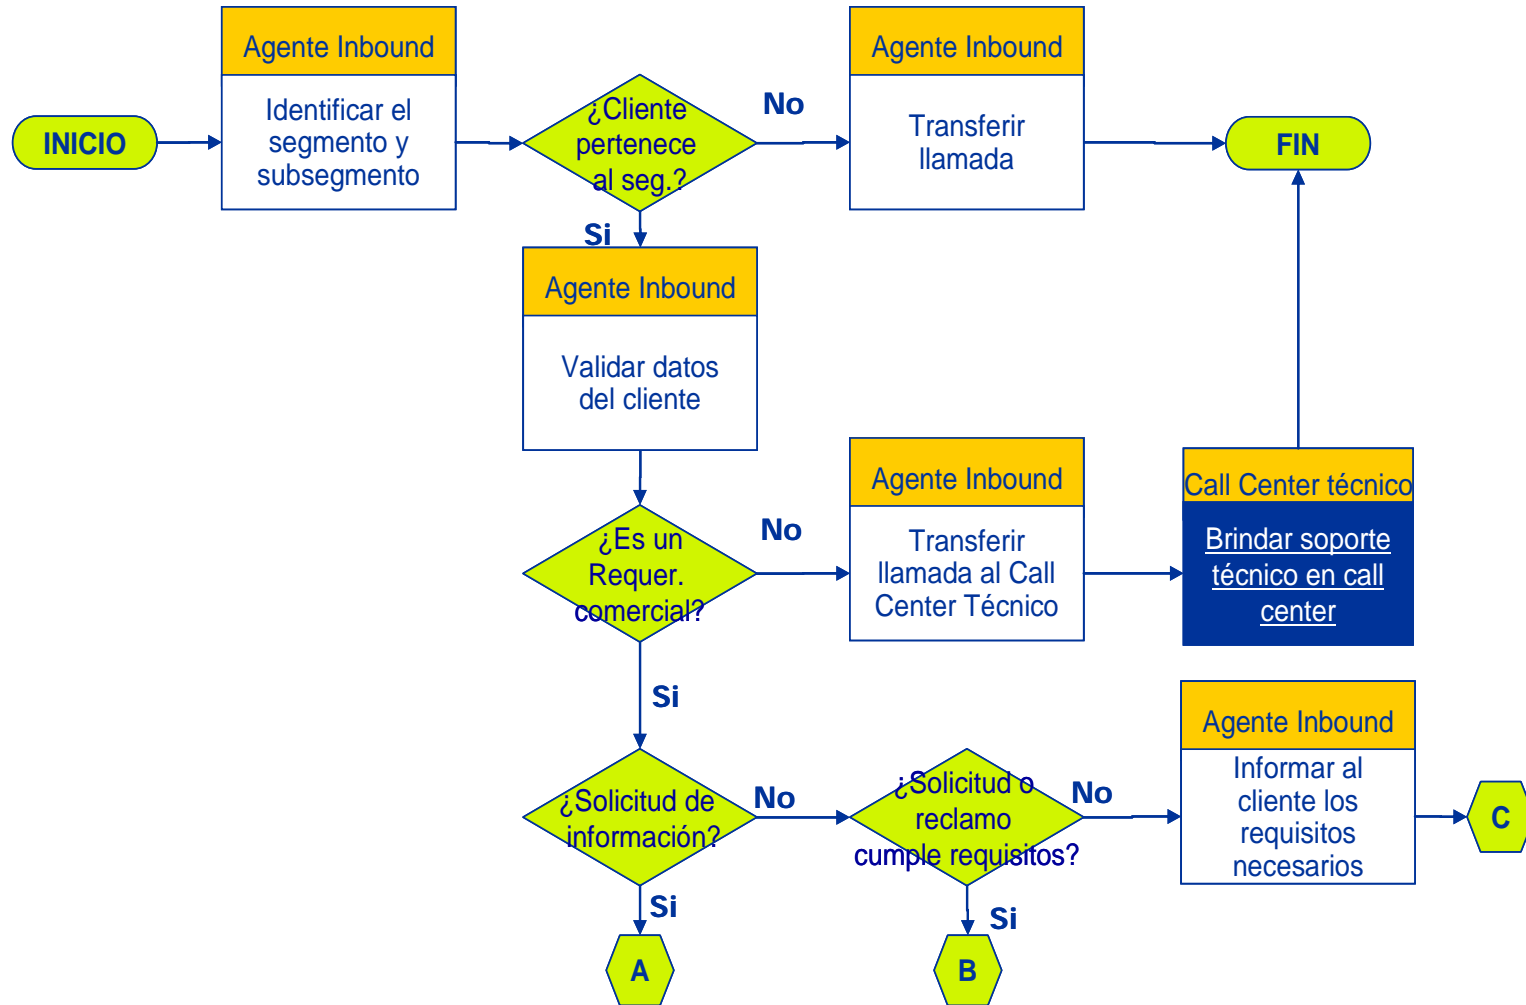 INICIO
Agente Inbound
Identificar el
segmento y
subsegmento
¿Cliente
pertenece
al seg.?
No
Agente Inbound
Transferir
llamada
FIN
Si
Agente Inbound
Validar datos
del cliente
¿Es un
Requer.
comercial?
No
Agente Inbound
Transferir
llamada al Call
Center Técnico
Call Center técnico
Brindar soporte
técnico en call
center
Si
¿Solicitud de
información?
No
¿Solicitud o
reclamo
cumple requisitos?
No
Agente Inbound
Informar al
cliente los
requisitos
necesarios
C
Si
A
Si
B